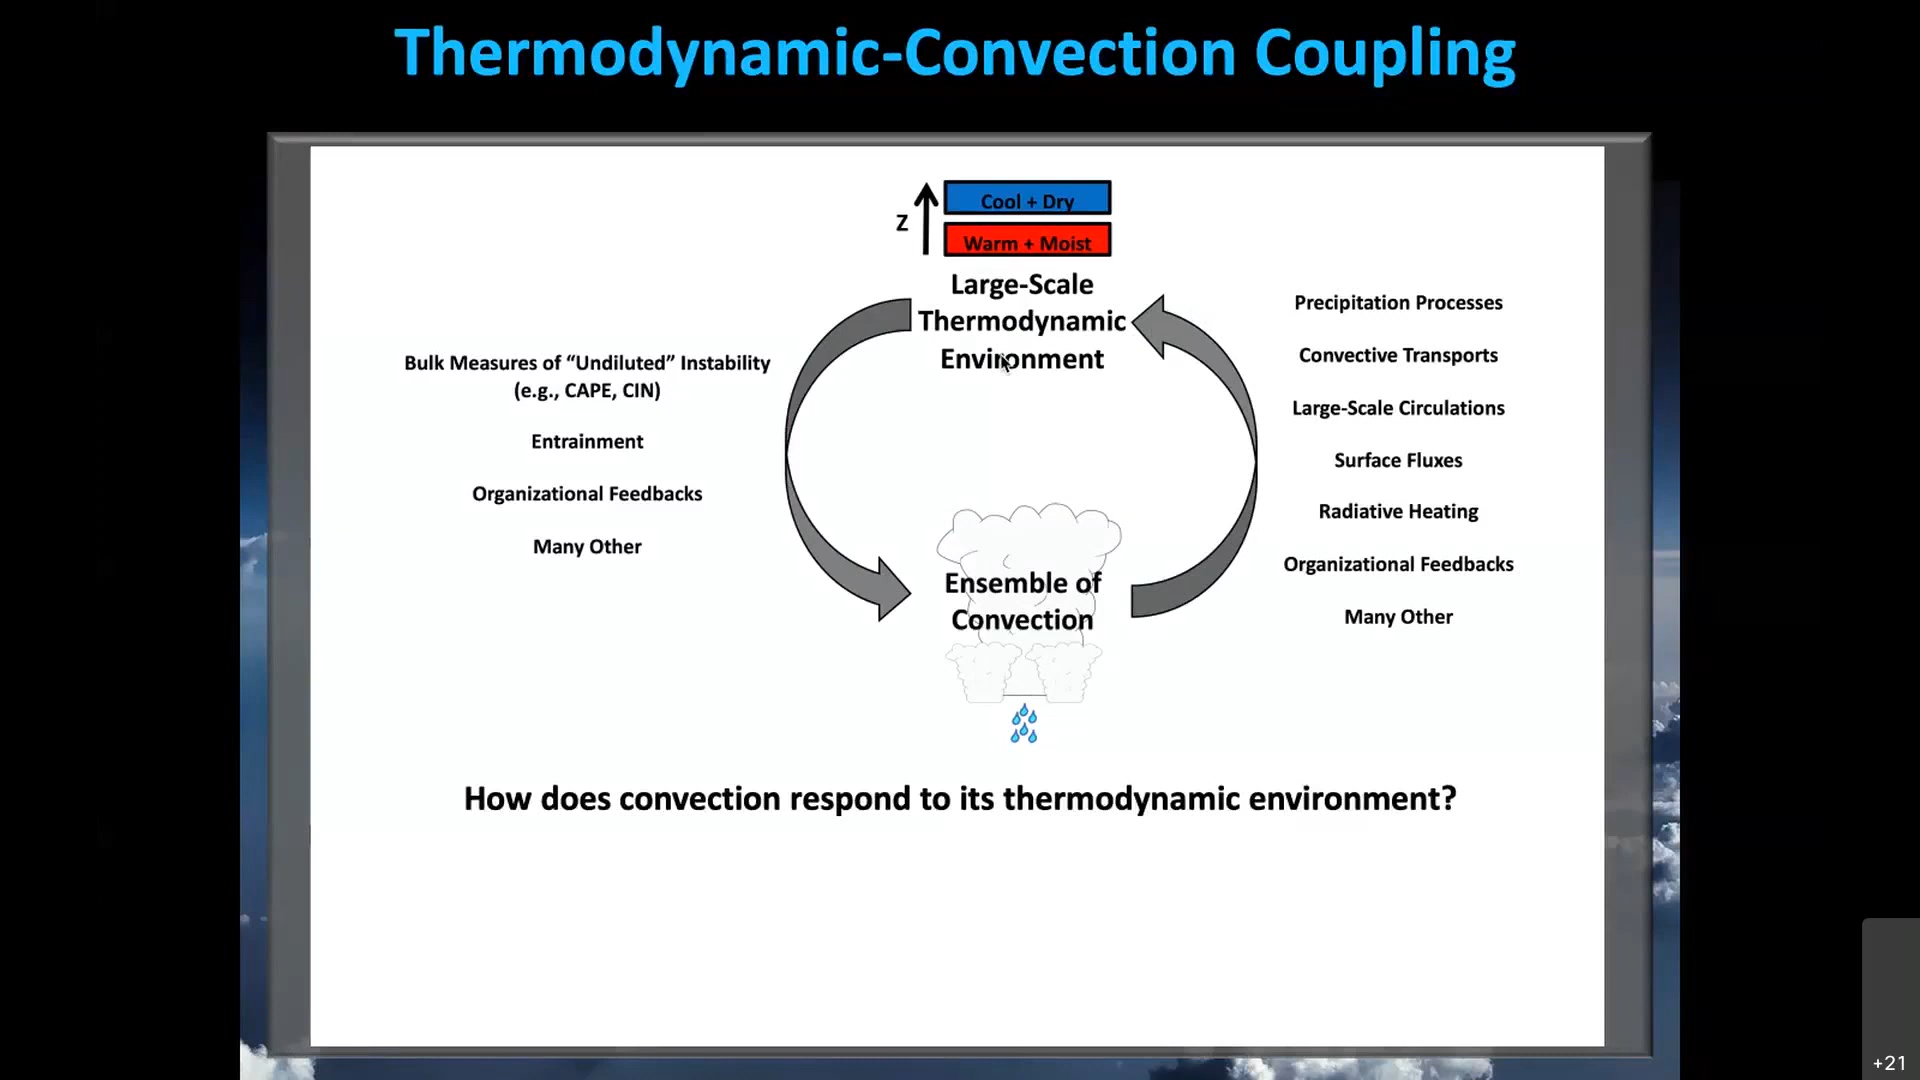 Thermodynamic-Convection Coupling
Z
Cool + Dry
Warm + Moist
Large-Scale
Thermodynamic
Environment
Bulk Measures of “Undiluted” Instability
(e.g., CAPE, CIN)
Entrainment
Organizational Feedbacks
Many Other
Precipitation Processes
Convective Transports
Large-Scale Circulations
Surface Fluxes
Radiative Heating
Organizational Feedbacks
Many Other
Ensemble of
Convection
How does convection respond to its thermodynamic environment?
+21